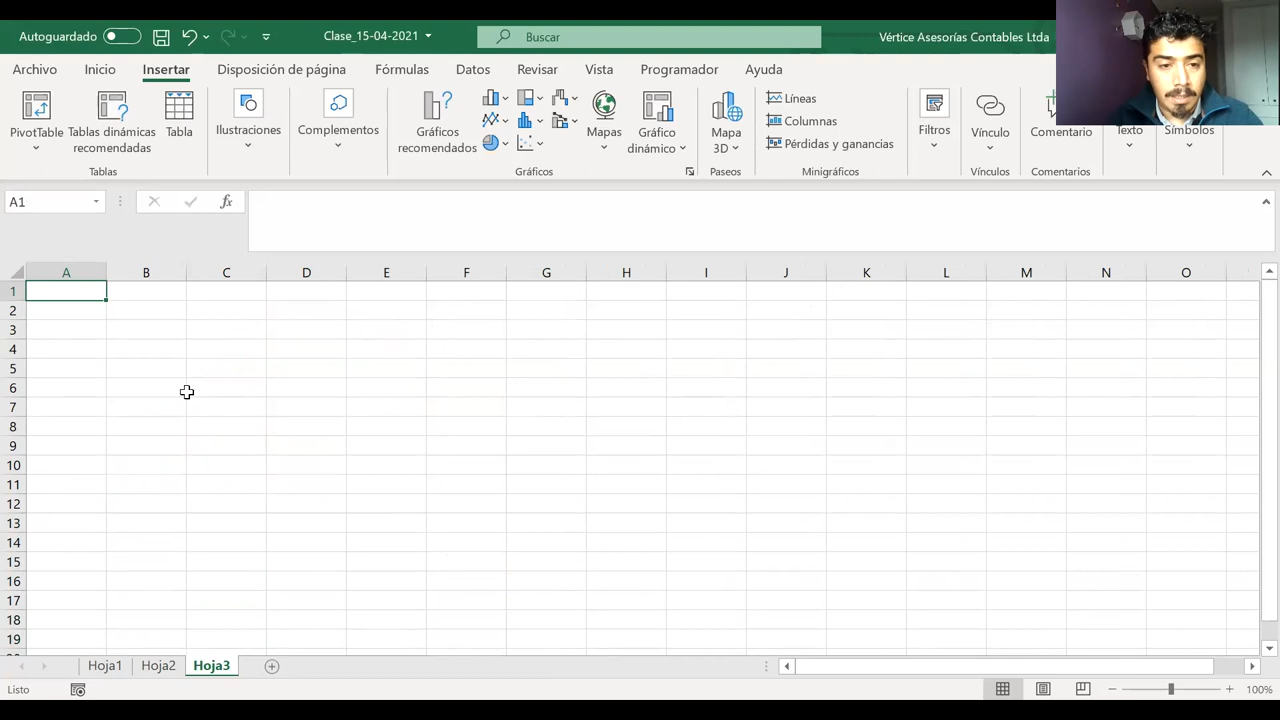 Autoguardado
Clase_15-04-2021
Buscar
Vértice Asesorías Contables Ltda
Archivo
Inicio
Insertar
Disposición de página
Fórmulas
Datos
Revisar
Vista
Programador
Ayuda
PivotTable
Tablas dinámicas
recomendadas
Tabla
Tablas
Ilustraciones
Complementos
Gráficos
recomendados
Mapas
Gráfico
dinámico
Gráficos
Mapa
3D
Paseos
Líneas
Columnas
Pérdidas y ganancias
Minigráficos
Filtros
Vínculo
Vínculos
Comentario
Comentarios
Texto
Símbolos
A1
fx
A B C D E F G H I J K L M N O
1
2
3
4
5
6
7
8
9
10
11
12
13
14
15
16
17
18
19
Hoja1
Hoja2
Hoja3
Listo
100%